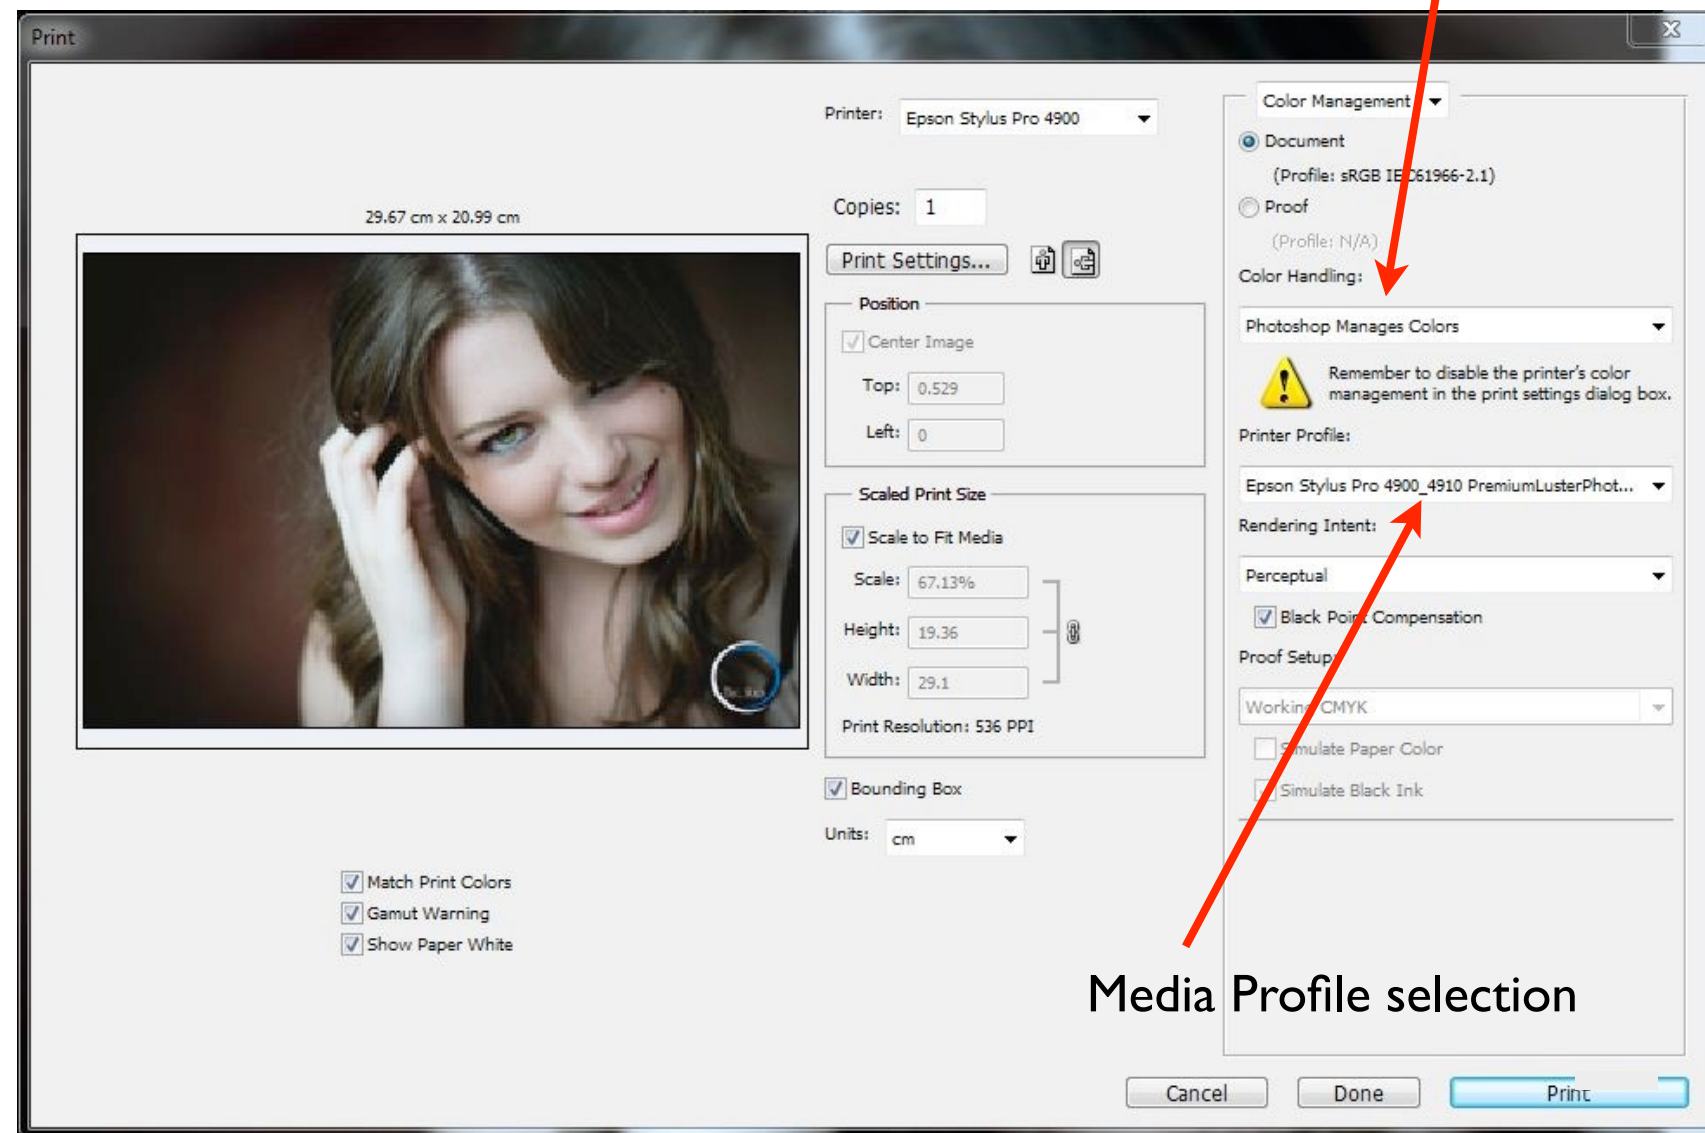 Print
29.67 cm x 20.99 cm
Match Print Colors
Gamut Warning
Show Paper White
Printer: Epson Stylus Pro 4900
Copies: 1
Print Settings...
Position
Center Image
Top: 0.529
Left: 0
Scaled Print Size
Scale to Fit Media
Scale: 67.13%
Height: 19.36
Width: 29.1
Print Resolution: 536 PPI
Bounding Box
Units: cm
Color Management
Document
(Profile: sRGB IEC61966-2.1)
Proof
(Profile: N/A)
Color Handling:
Photoshop Manages Colors
Remember to disable the printer's color
management in the print settings dialog box.
Printer Profile:
Epson Stylus Pro 4900_4910 PremiumLusterPhot...
Rendering Intent:
Perceptual
Black Point Compensation
Proof Setup:
Working CMYK
Simulate Paper Color
Simulate Black Ink
Media Profile selection
Cancel
Done
Print